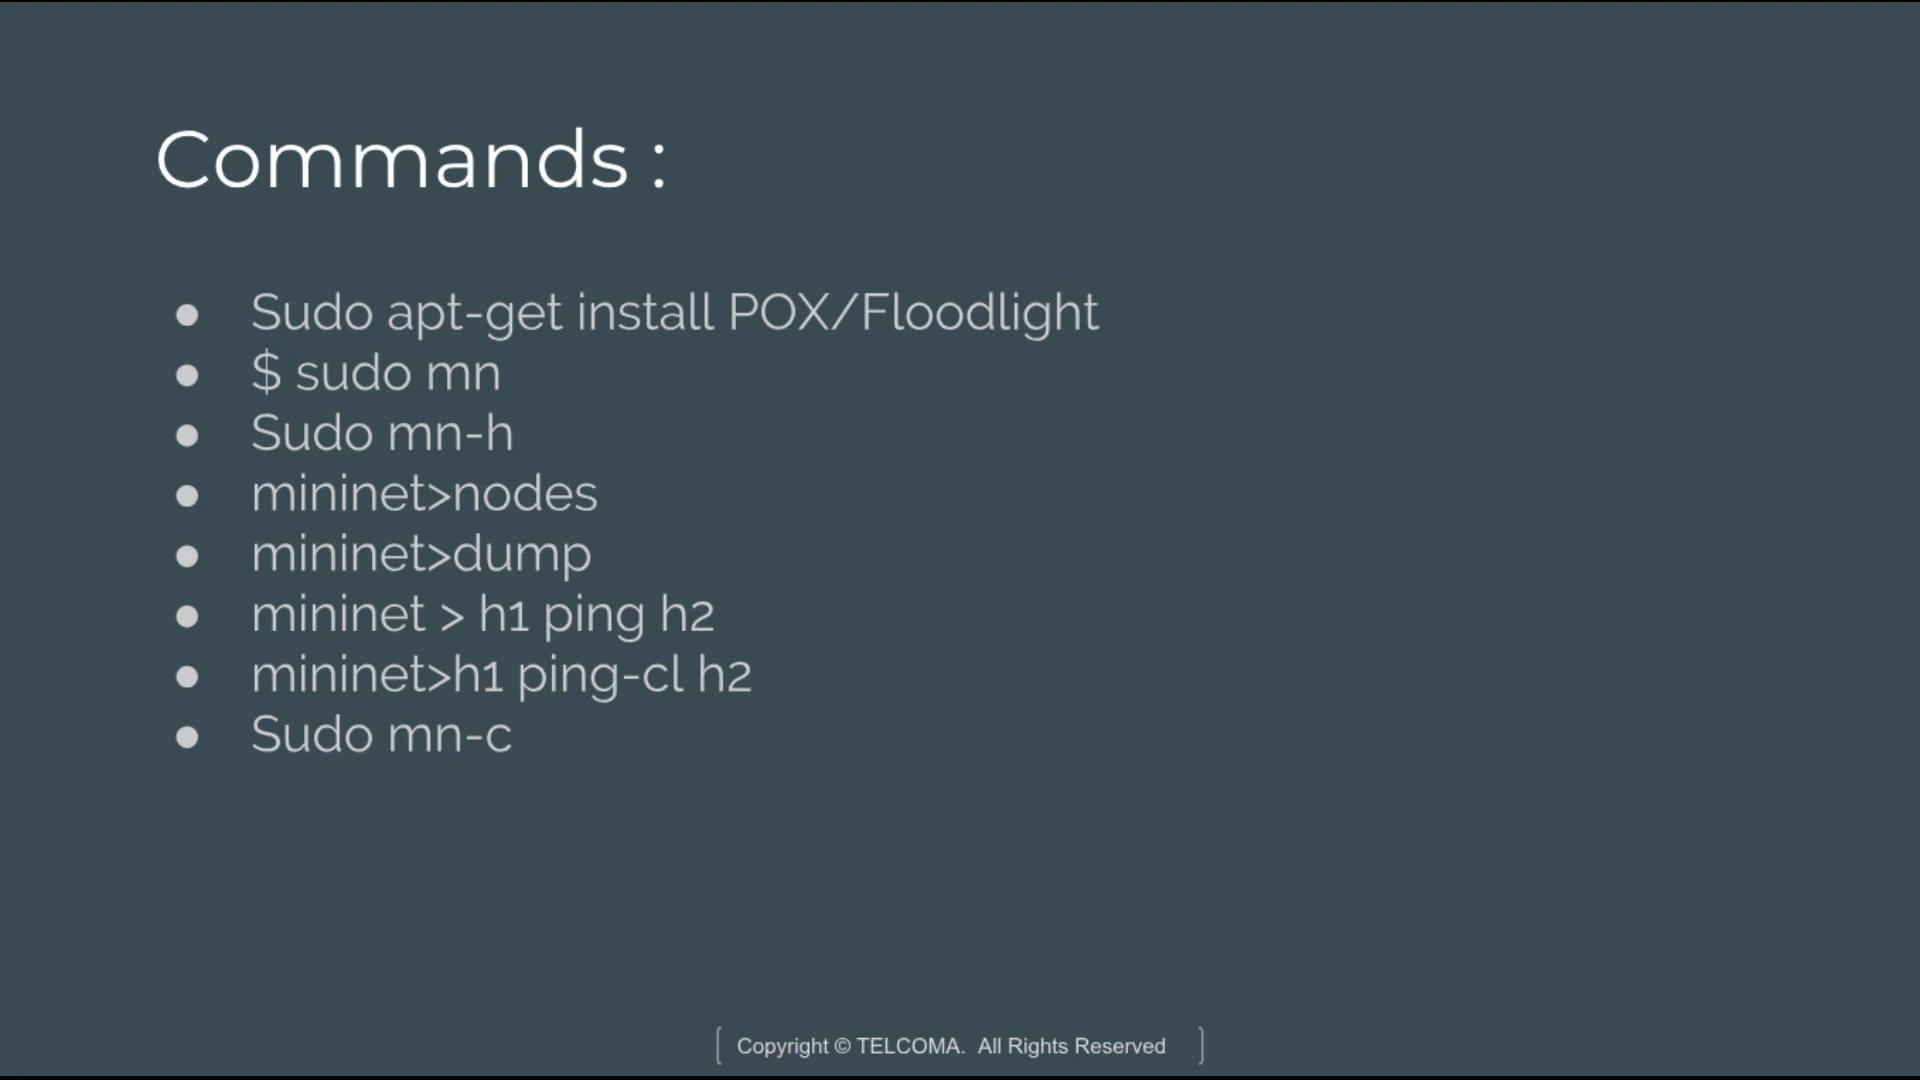 Commands :
● Sudo apt-get install POX/Floodlight
● $ sudo mn
● Sudo mn-h
● mininet>nodes
● mininet>dump
● mininet > h1 ping h2
● mininet>h1 ping-cl h2
● Sudo mn-c
[ Copyright © TELCOMA. All Rights Reserved ]